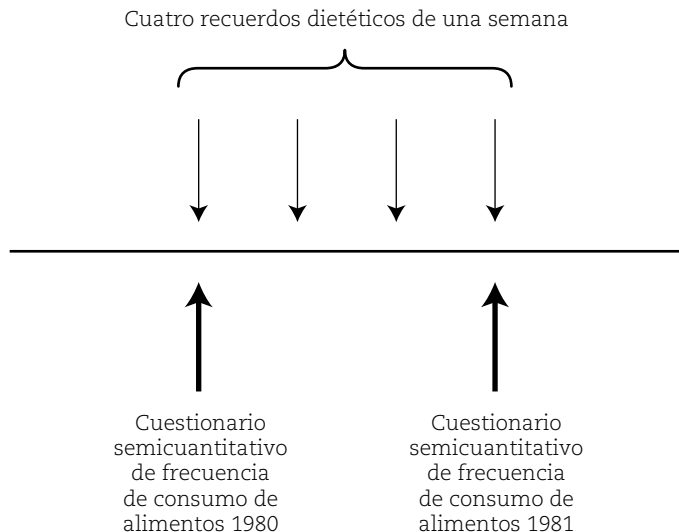 Cuatro recuerdos dietéticos de una semana
Cuestionario
semicuantitativo
de frecuencia
de consumo de
alimentos 1980
Cuestionario
semicuantitativo
de frecuencia
de consumo de
alimentos 1981